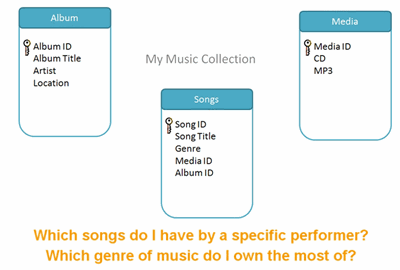 Album
Album ID
Album Title
Artist
Location
My Music Collection
Media
Media ID
CD
MP3
Songs
Song ID
Song Title
Genre
Media ID
Album ID
Which songs do I have by a specific performer?
Which genre of music do I own the most of?